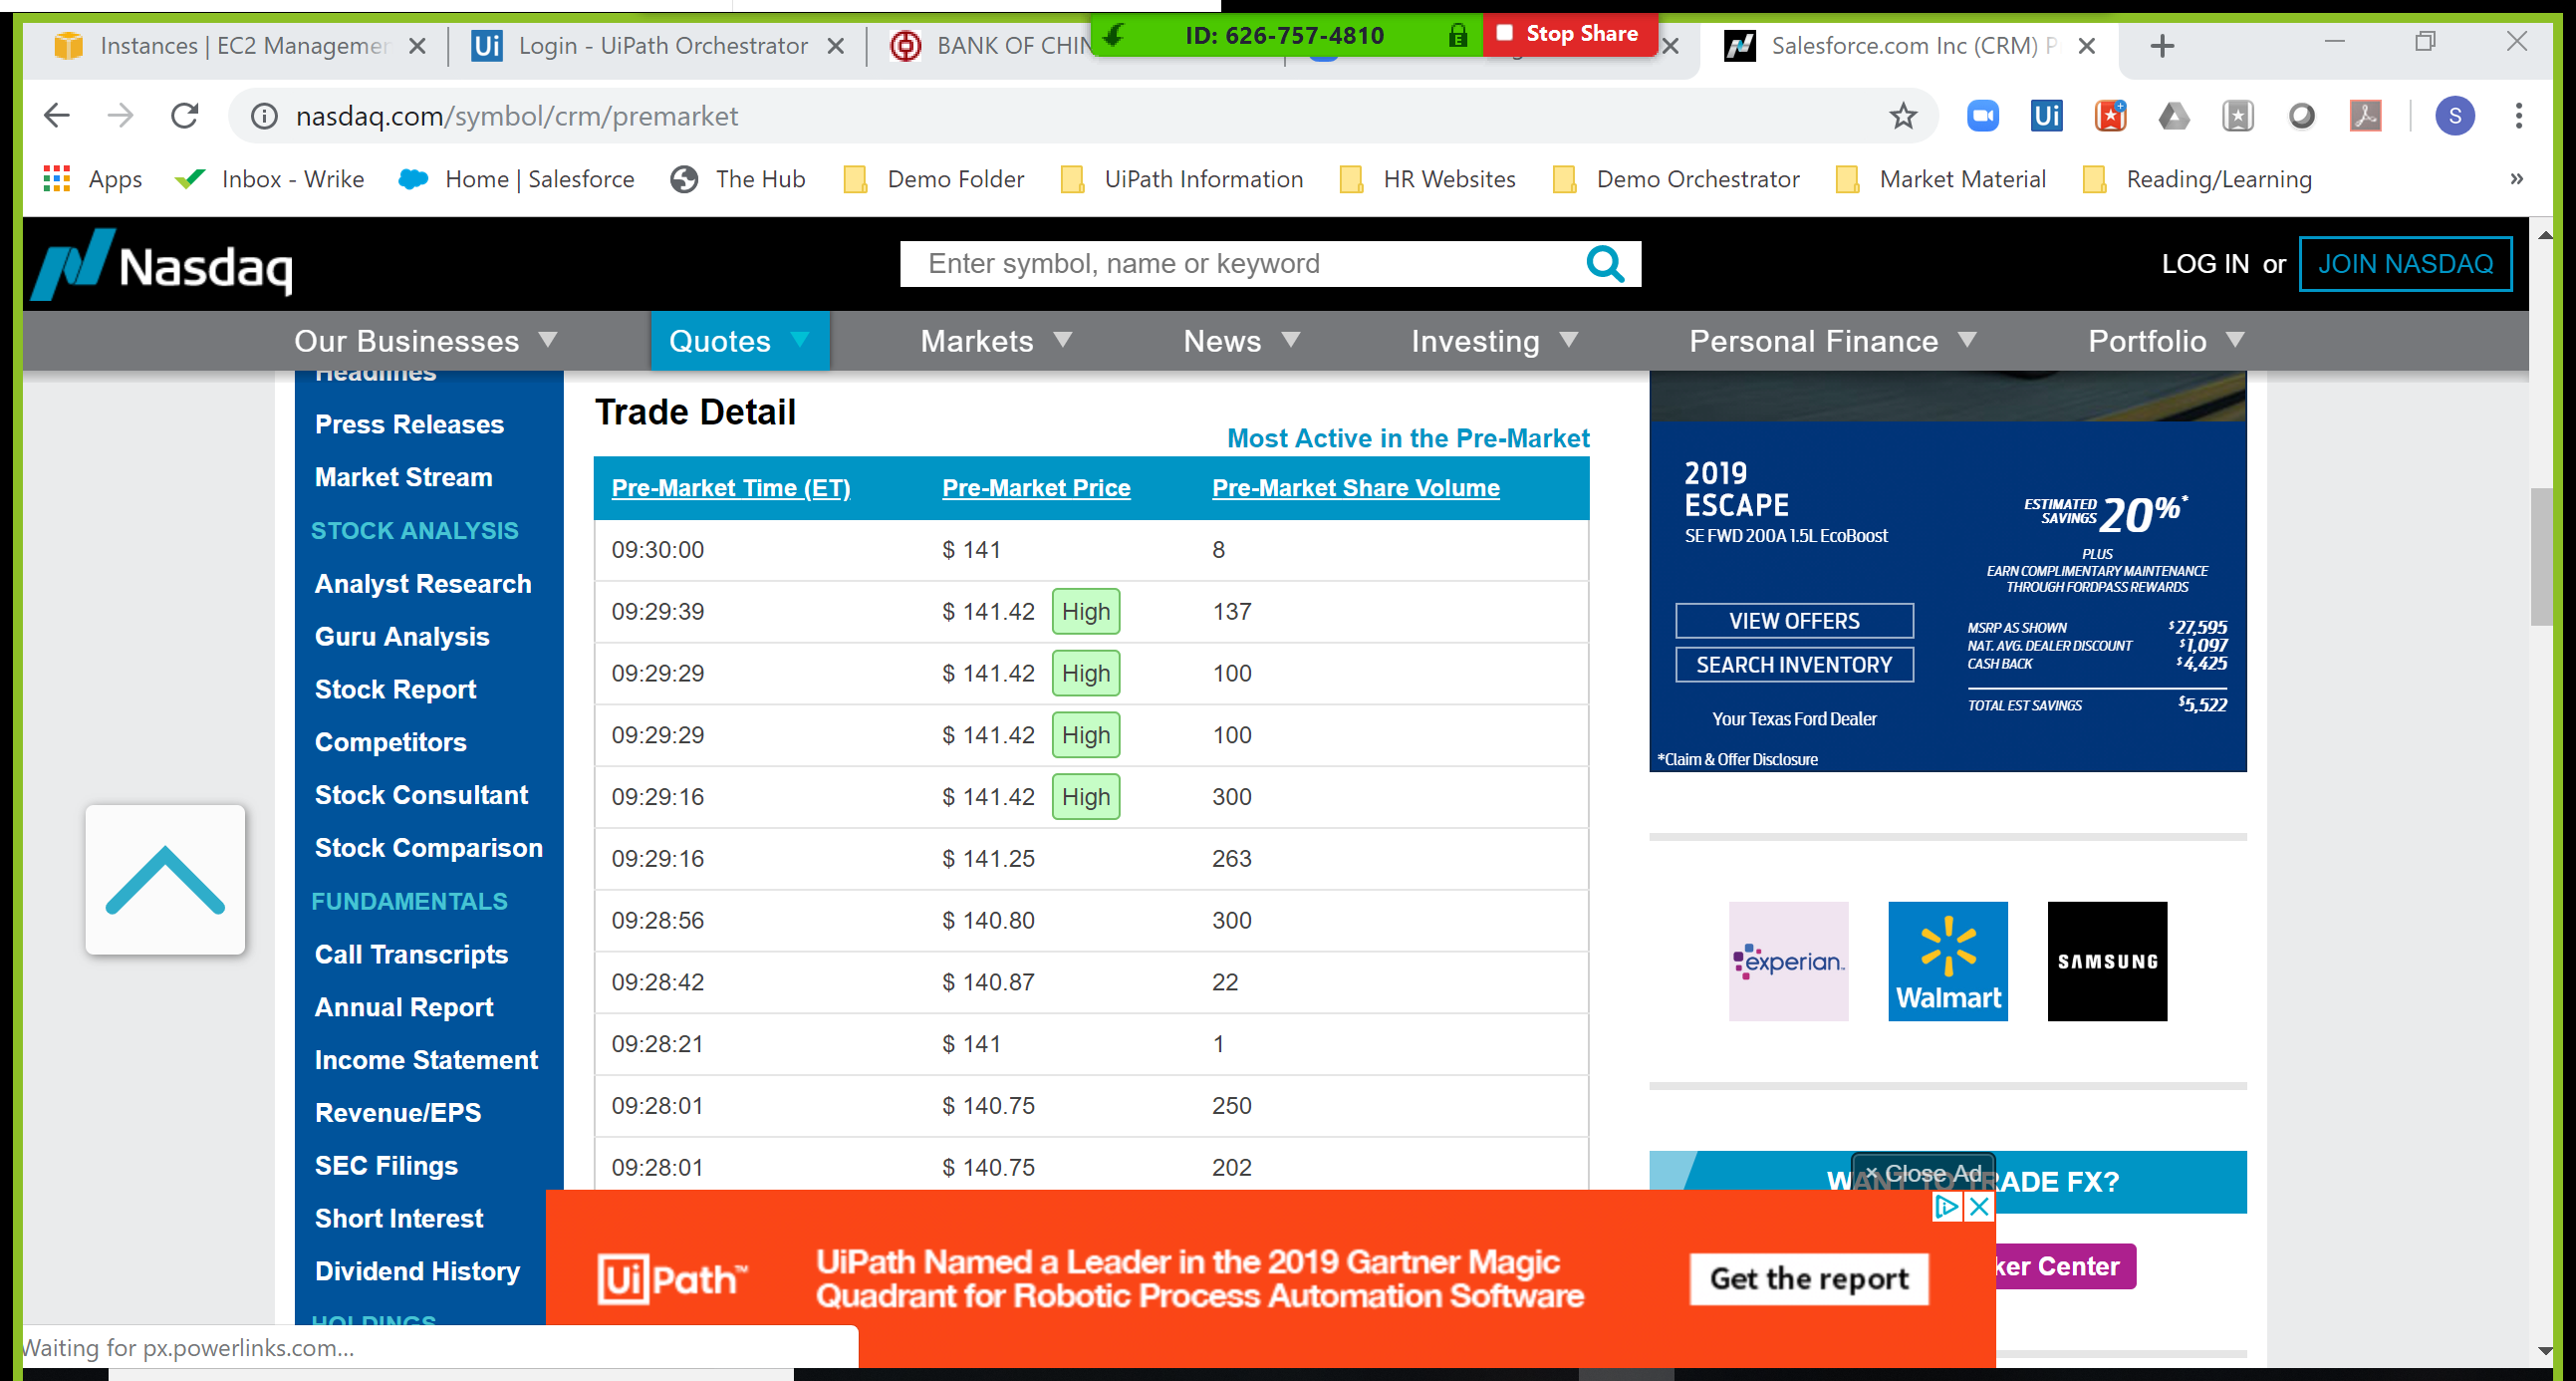 Instances | EC2 Managemen
Ui Login - UiPath Orchestrator
BANK OF CHIN
ID: 626-757-4810
Stop Share
Salesforce.com Inc (CRM) P
nasdaq.com/symbol/crm/premarket
Ui
S
Apps
Inbox - Wrike
Home | Salesforce
The Hub
Demo Folder
UiPath Information
HR Websites
Demo Orchestrator
Market Material
Reading/Learning
»
Nasdaq
Enter symbol, name or keyword
LOG IN or JOIN NASDAQ
Our Businesses
Quotes
Markets
News
Investing
Personal Finance
Portfolio
Headlines
Press Releases
Market Stream
STOCK ANALYSIS
Analyst Research
Guru Analysis
Stock Report
Competitors
Stock Consultant
Stock Comparison
FUNDAMENTALS
Call Transcripts
Annual Report
Income Statement
Revenue/EPS
SEC Filings
Short Interest
Dividend History
HOLDINGS
Trade Detail
Most Active in the Pre-Market
Pre-Market Time (ET) Pre-Market Price Pre-Market Share Volume
09:30:00 $ 141 8
09:29:39 $ 141.42 High 137
09:29:29 $ 141.42 High 100
09:29:29 $ 141.42 High 100
09:29:16 $ 141.42 High 300
09:29:16 $ 141.25 263
09:28:56 $ 140.80 300
09:28:42 $ 140.87 22
09:28:21 $ 141 1
09:28:01 $ 140.75 250
09:28:01 $ 140.75 202
2019
ESCAPE
SE FWD 200A 1.5L EcoBoost
VIEW OFFERS
SEARCH INVENTORY
Your Texas Ford Dealer
*Claim & Offer Disclosure
ESTIMATED
SAVINGS 20%*
PLUS
EARN COMPLIMENTARY MAINTENANCE
THROUGH FORDPASS REWARDS
MSRP AS SHOWN $27,595
NAT. AVG. DEALER DISCOUNT $1,097
CASH BACK $4,425
TOTAL EST SAVINGS $5,522
experian.
Walmart
SAMSUNG
WANT TO TRADE FX?
× Close Ad
ker Center
UiPath™
UiPath Named a Leader in the 2019 Gartner Magic
Quadrant for Robotic Process Automation Software
Get the report
Waiting for px.powerlinks.com...